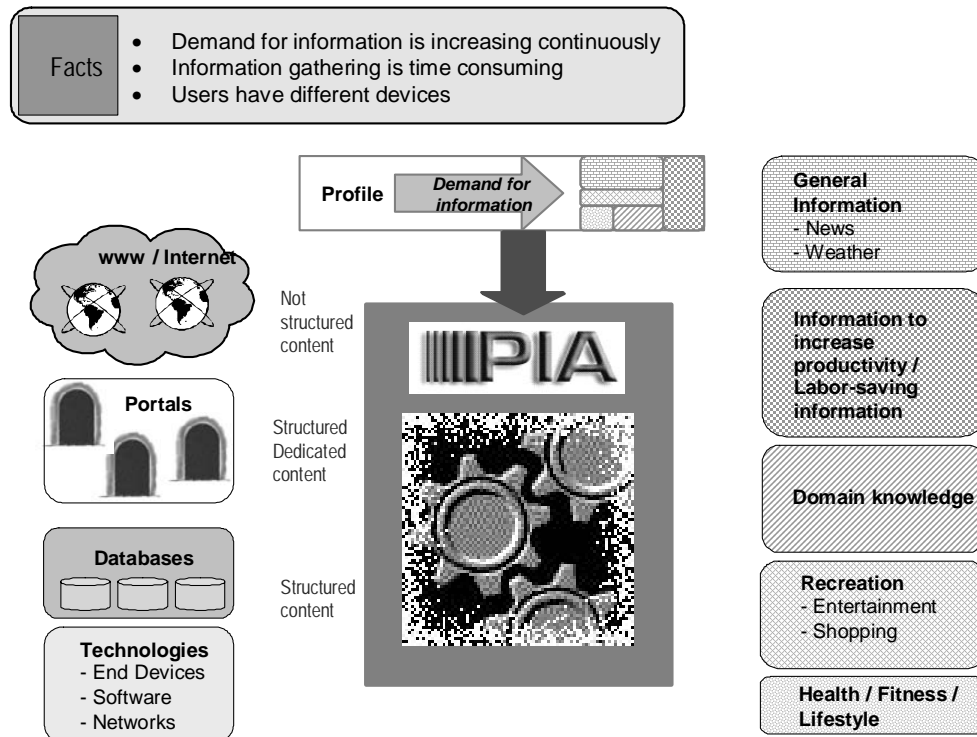 Facts
• Demand for information is increasing continuously
• Information gathering is time consuming
• Users have different devices
Profile
Demand for
information
www / Internet
Portals
Databases
Technologies
- End Devices
- Software
- Networks
Not
structured
content
Structured
Dedicated
content
Structured
content
PIA
General
Information
- News
- Weather
Information to
increase
productivity /
Labor-saving
information
Domain knowledge
Recreation
- Entertainment
- Shopping
Health / Fitness /
Lifestyle